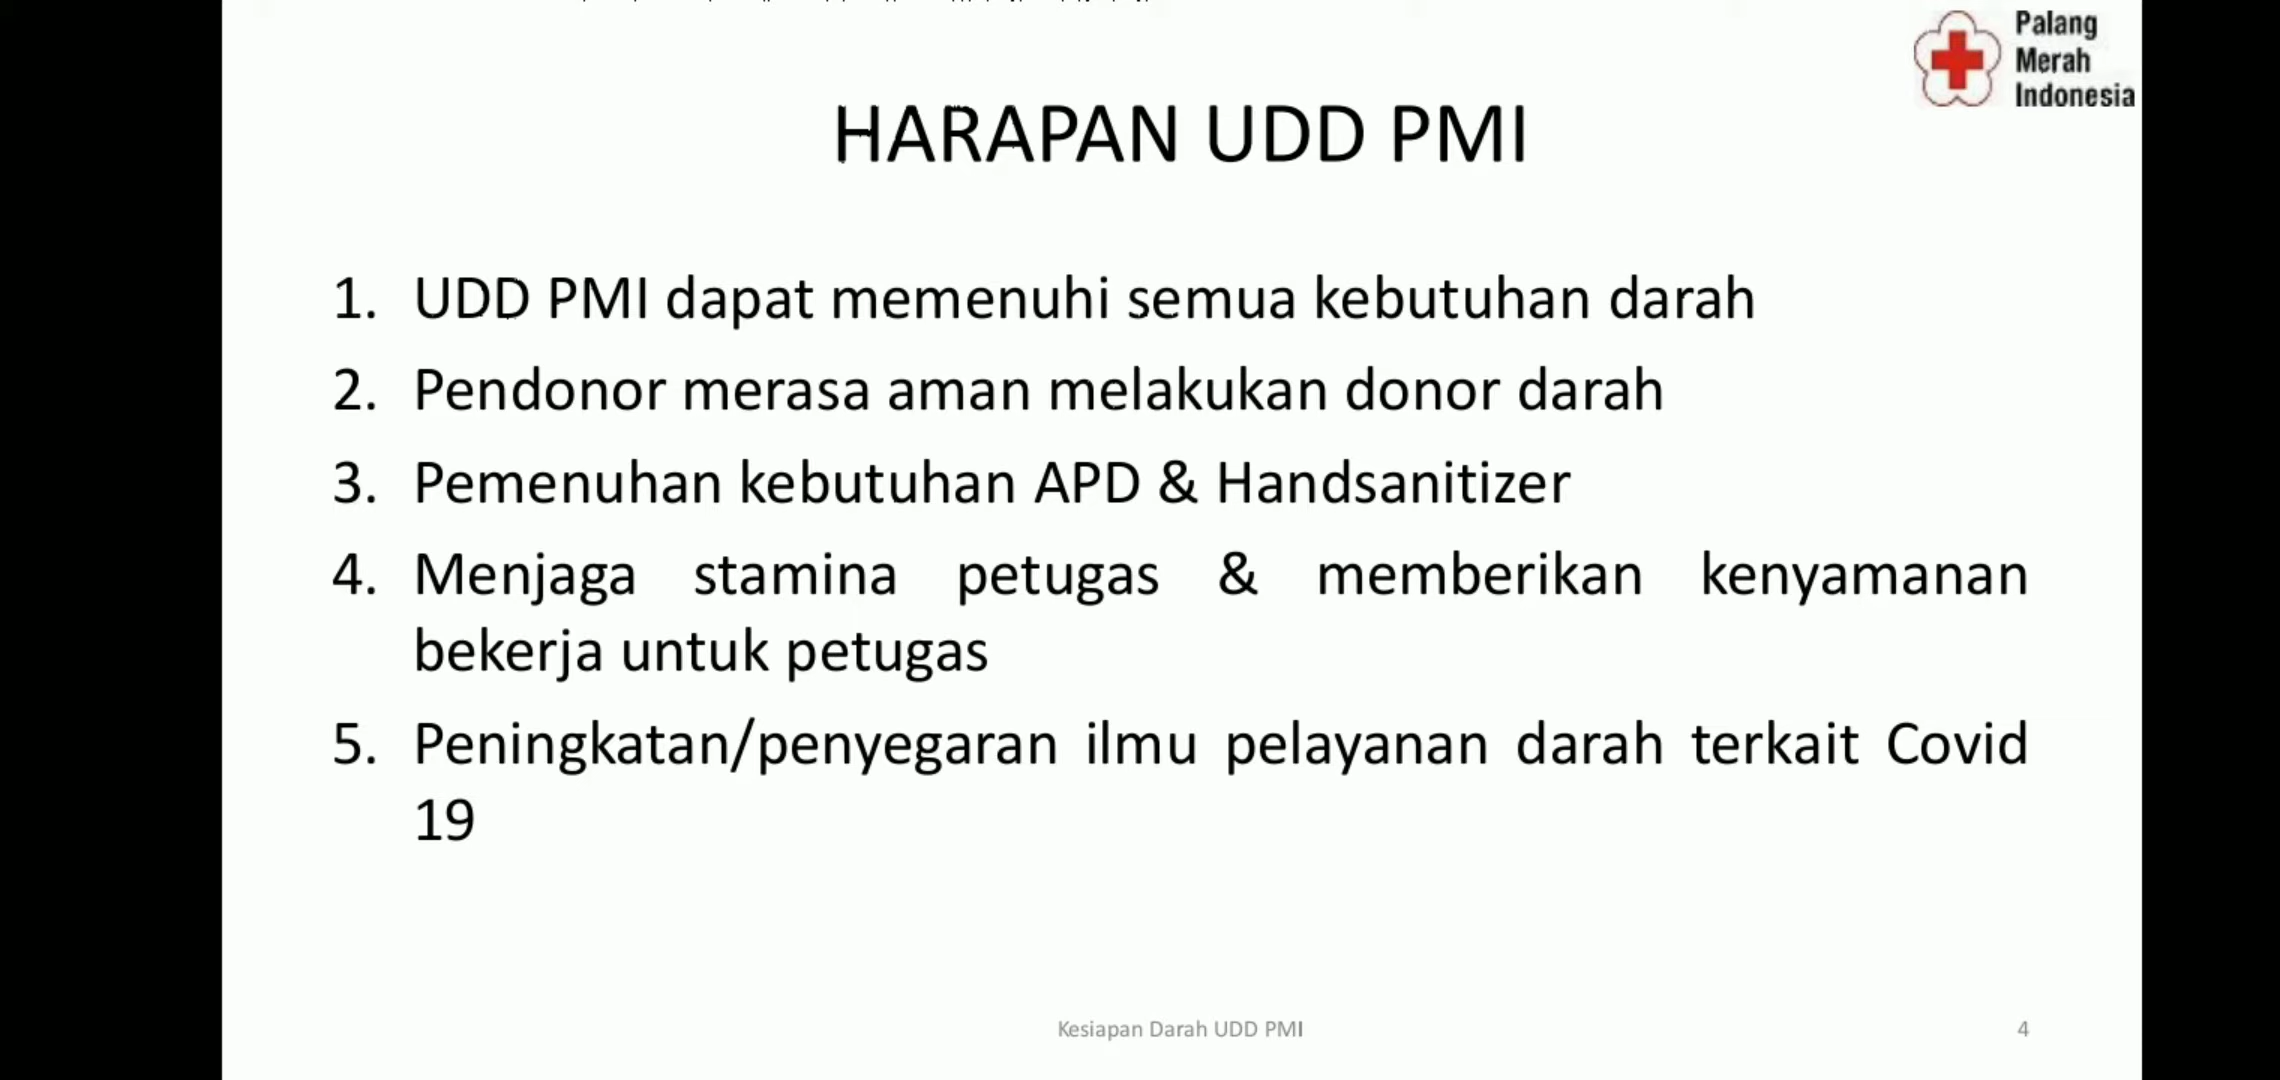 Palang
Merah
Indonesia
HARAPAN UDD PMI
1. UDD PMI dapat memenuhi semua kebutuhan darah
2. Pendonor merasa aman melakukan donor darah
3. Pemenuhan kebutuhan APD & Handsanitizer
4. Menjaga stamina petugas & memberikan kenyamanan
bekerja untuk petugas
5. Peningkatan/penyegaran ilmu pelayanan darah terkait Covid
19
Kesiapan Darah UDD PMI
4